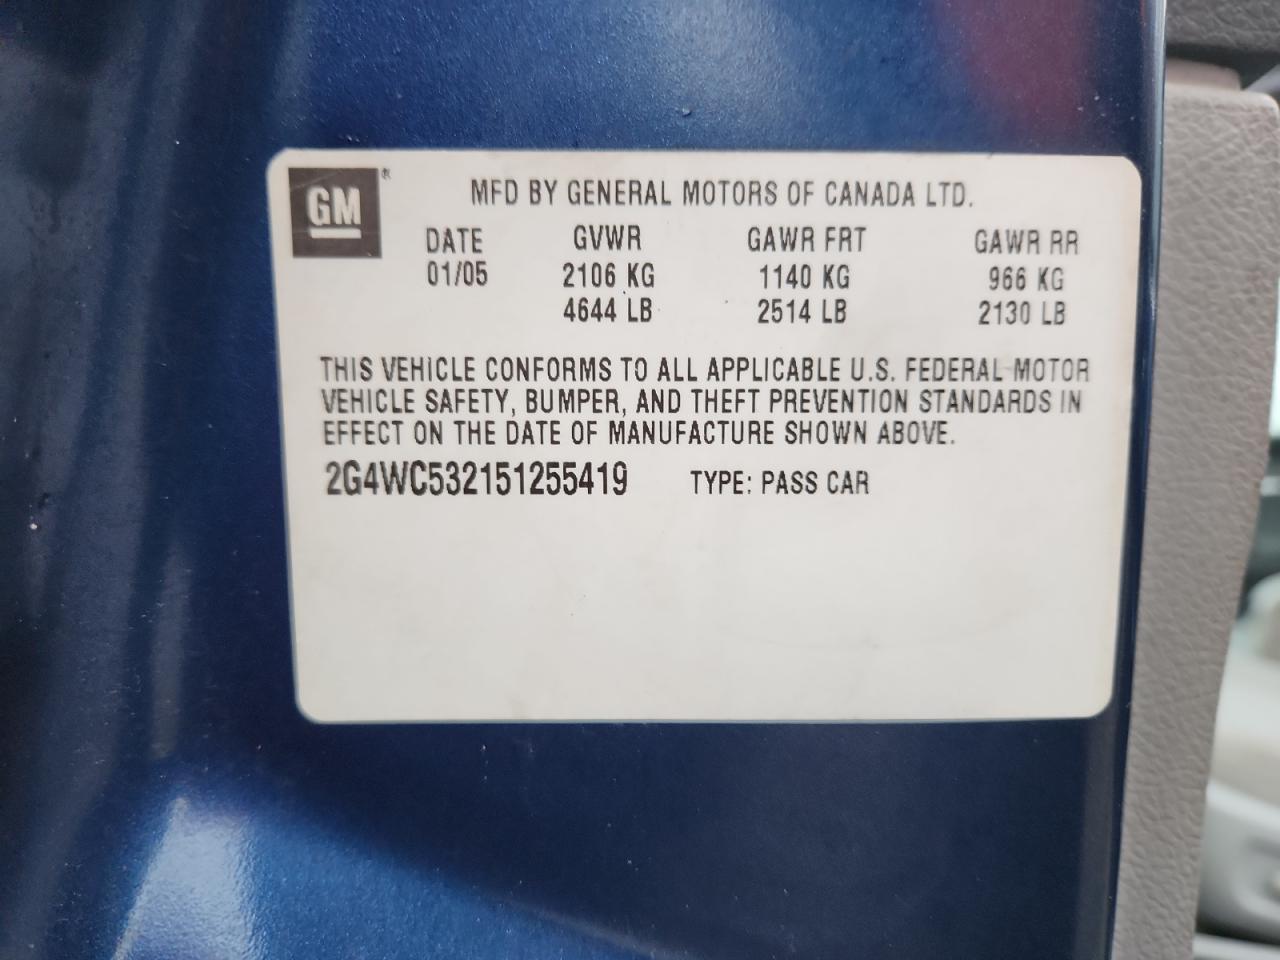 GM®
MFD BY GENERAL MOTORS OF CANADA LTD.
DATE GVWR GAWR FRT GAWR RR
01/05 2106 KG 1140 KG 966 KG
4644 LB 2514 LB 2130 LB
THIS VEHICLE CONFORMS TO ALL APPLICABLE U.S. FEDERAL MOTOR
VEHICLE SAFETY, BUMPER, AND THEFT PREVENTION STANDARDS IN
EFFECT ON THE DATE OF MANUFACTURE SHOWN ABOVE.
2G4WC532151255419 TYPE: PASS CAR